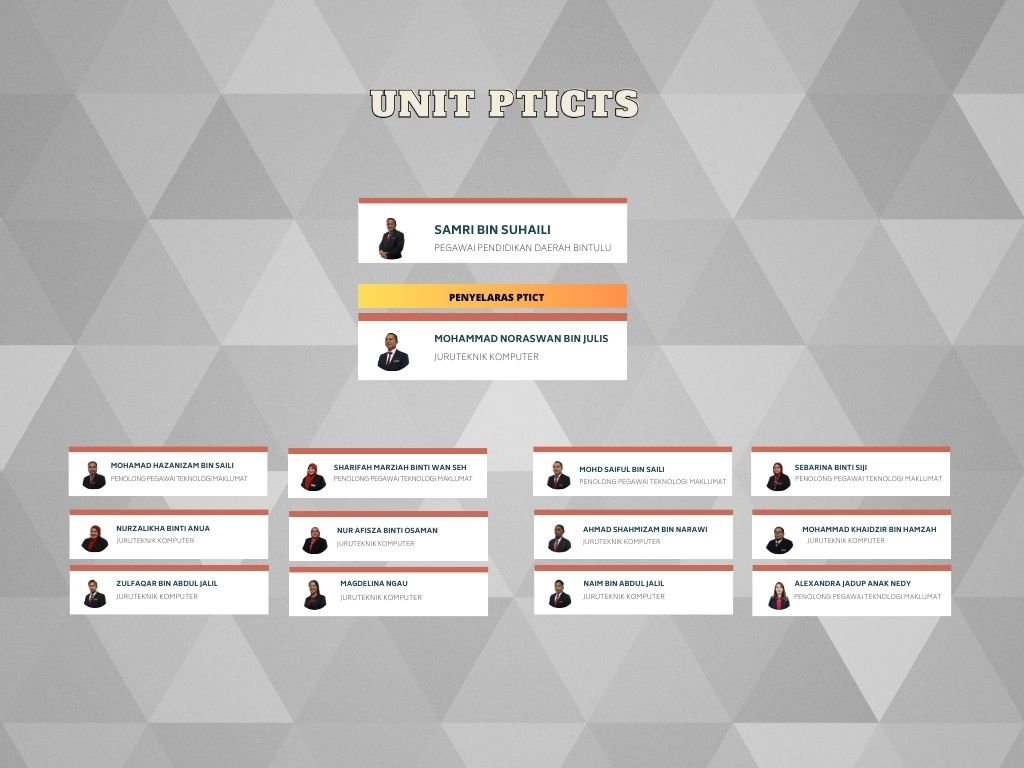 UNIT PTICTS
SAMRI BIN SUHAILI
PEGAWAI PENDIDIKAN DAERAH BINTULU
PENYELARAS PTICT
MOHAMMAD NORASWAN BIN JULIS
JURUTEKNIK KOMPUTER
MOHAMAD HAZANIZAM BIN SAILI
PENOLONG PEGAWAI TEKNOLOGI MAKLUMAT
SHARIFAH MARZIAH BINTI WAN SEH
PENOLONG PEGAWAI TEKNOLOGI MAKLUMAT
MOHD SAIFUL BIN SAILI
PENOLONG PEGAWAI TEKNOLOGI MAKLUMAT
SEBARINA BINTI SIJI
PENOLONG PEGAWAI TEKNOLOGI MAKLUMAT
NURZALIKHA BINTI ANUA
JURUTEKNIK KOMPUTER
NUR AFISZA BINTI OSAMAN
JURUTEKNIK KOMPUTER
AHMAD SHAHMIZAM BIN NARAWI
JURUTEKNIK KOMPUTER
MOHAMMAD KHAIDZIR BIN HAMZAH
JURUTEKNIK KOMPUTER
ZULFAQAR BIN ABDUL JALIL
JURUTEKNIK KOMPUTER
MAGDELINA NGAU
JURUTEKNIK KOMPUTER
NAIM BIN ABDUL JALIL
JURUTEKNIK KOMPUTER
ALEXANDRA JADUP ANAK NEDY
PENOLONG PEGAWAI TEKNOLOGI MAKLUMAT